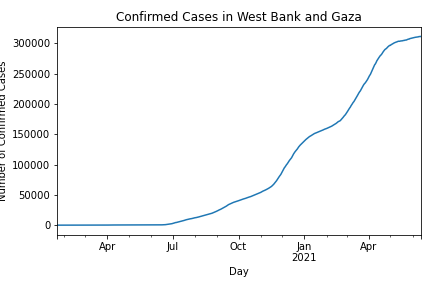 Confirmed Cases in West Bank and Gaza
300000
250000
200000
150000
100000
50000
0
Number of Confirmed Cases
Apr
Jul
Oct
Jan
2021
Apr
Day